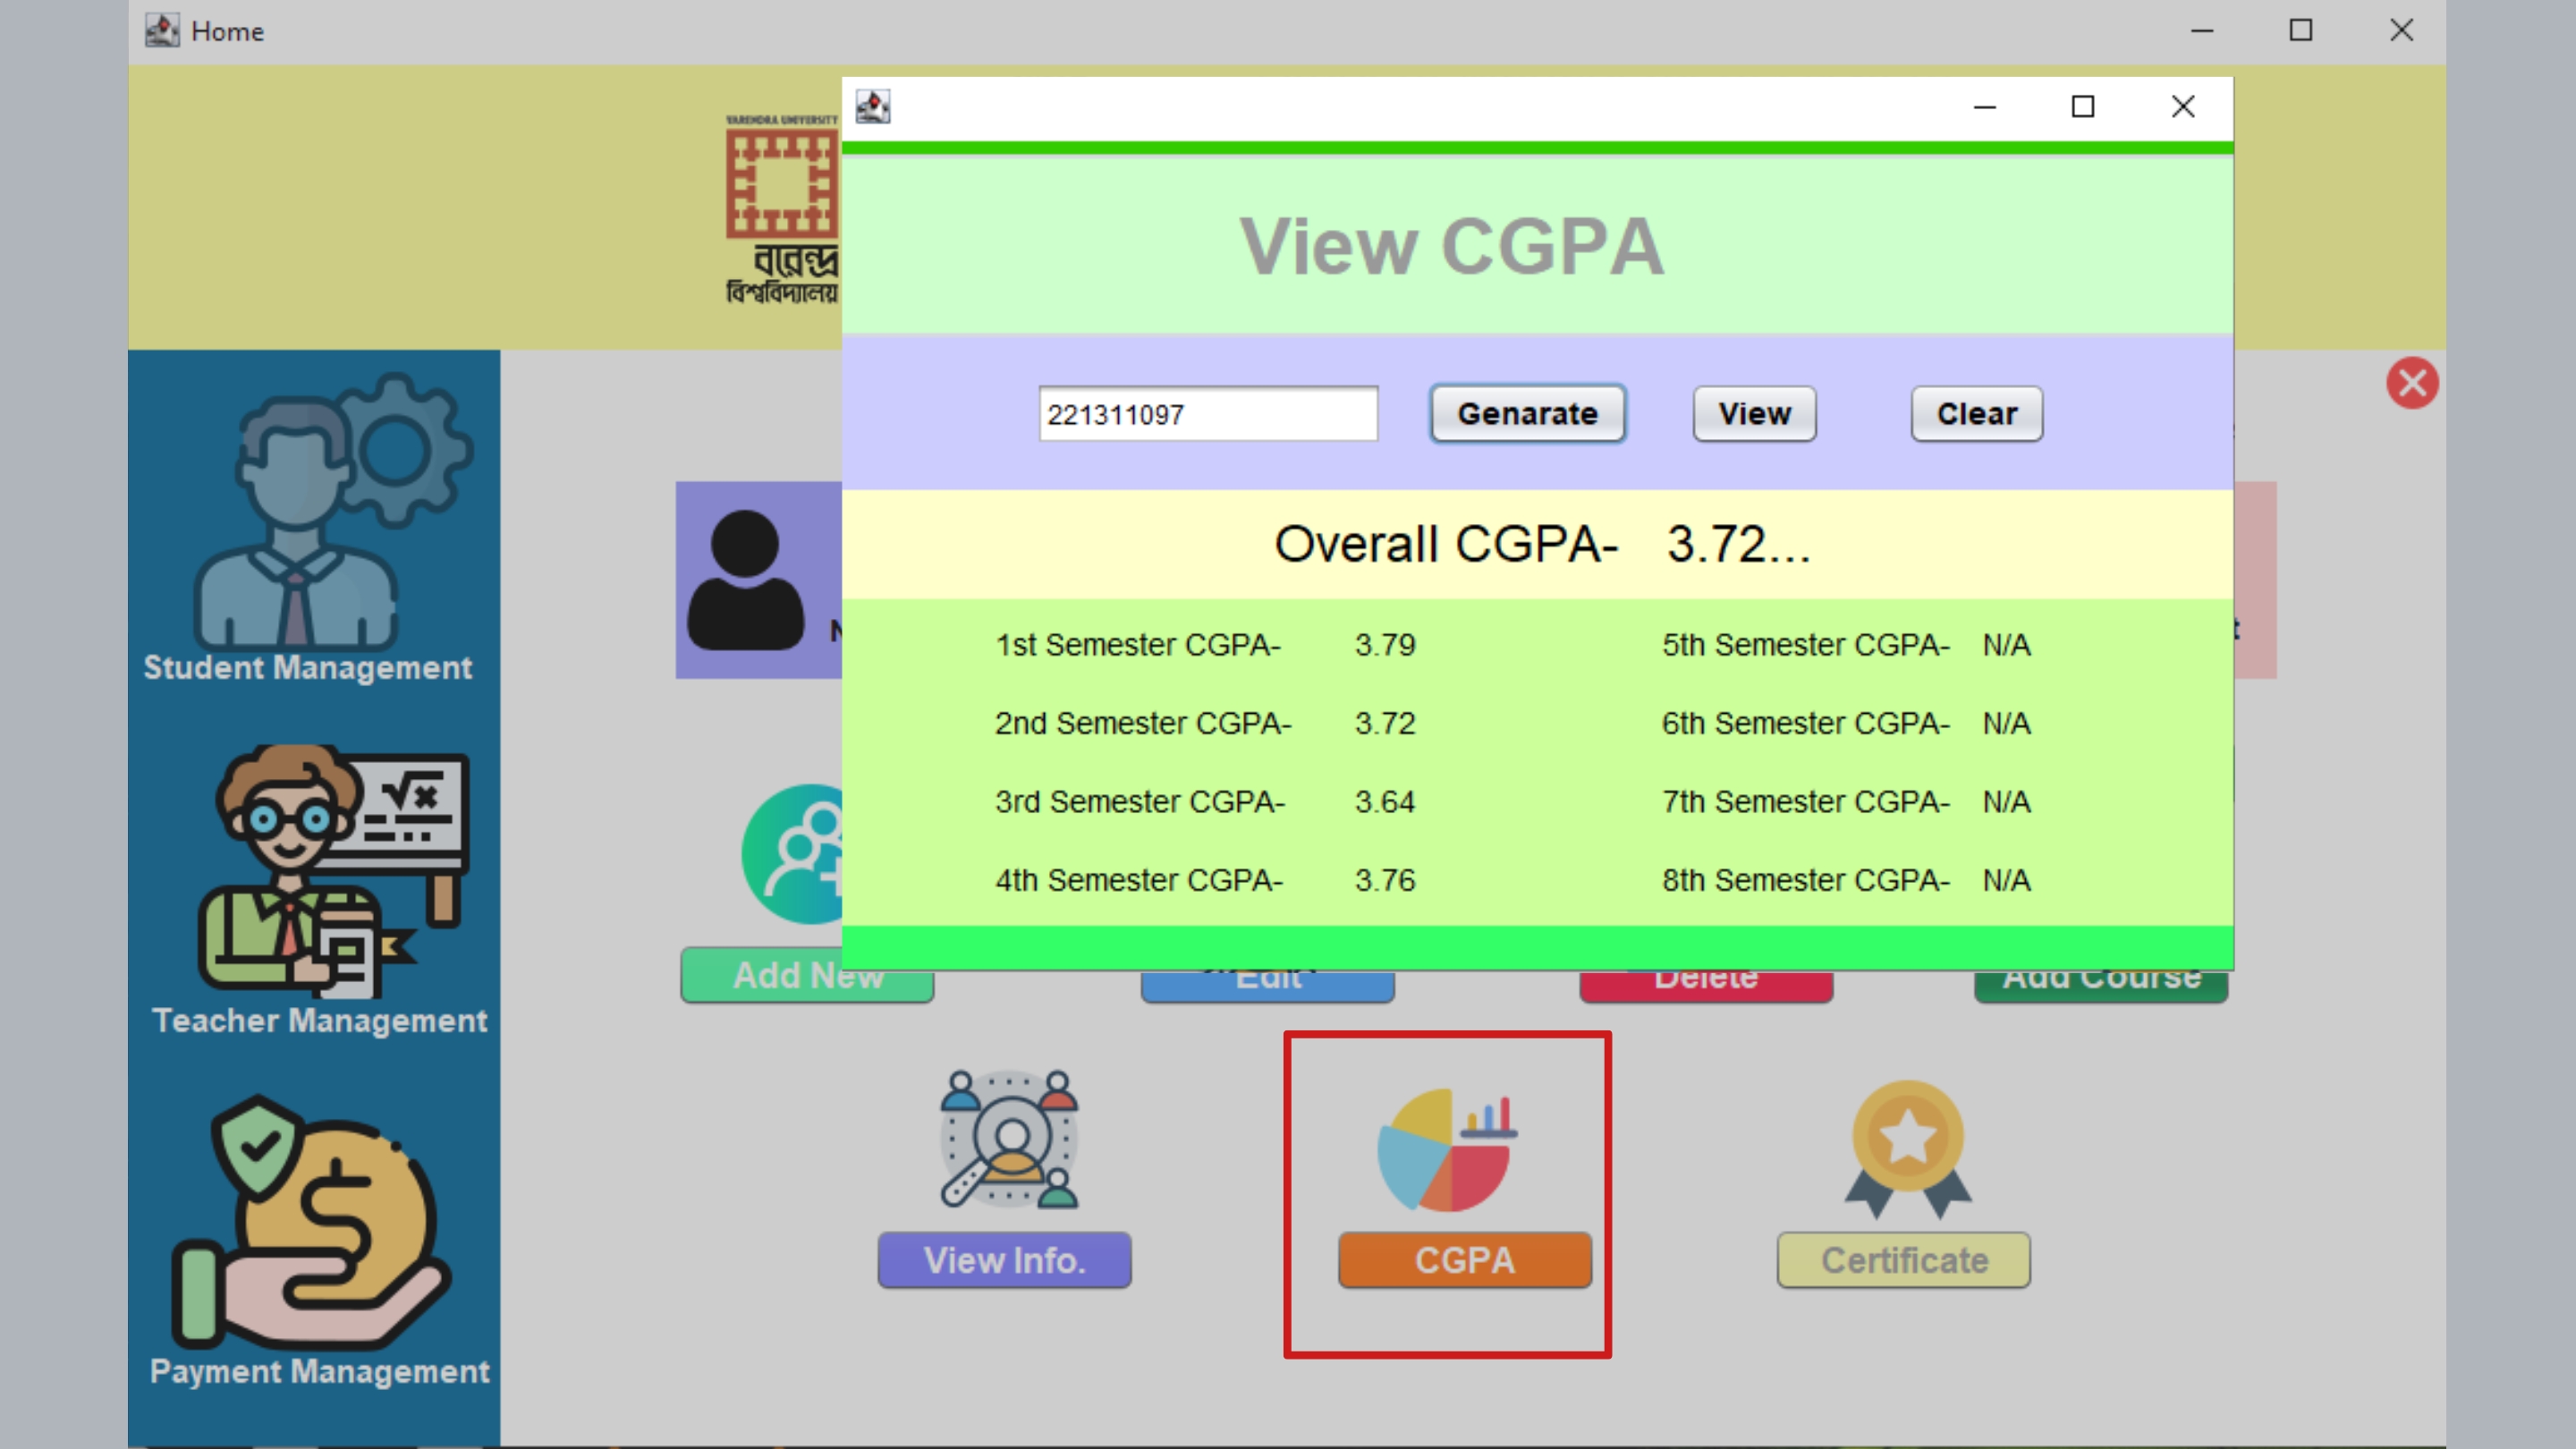 Home
VARENDRA UNIVERSITY
বরেন্দ্র
বিশ্ববিদ্যালয়
View CGPA
221311097 Genarate View Clear
Overall CGPA- 3.72...
1st Semester CGPA- 3.79 5th Semester CGPA- N/A
2nd Semester CGPA- 3.72 6th Semester CGPA- N/A
3rd Semester CGPA- 3.64 7th Semester CGPA- N/A
4th Semester CGPA- 3.76 8th Semester CGPA- N/A
Student Management
Teacher Management
Payment Management
Add New Edit Delete Add Course
View Info. CGPA Certificate